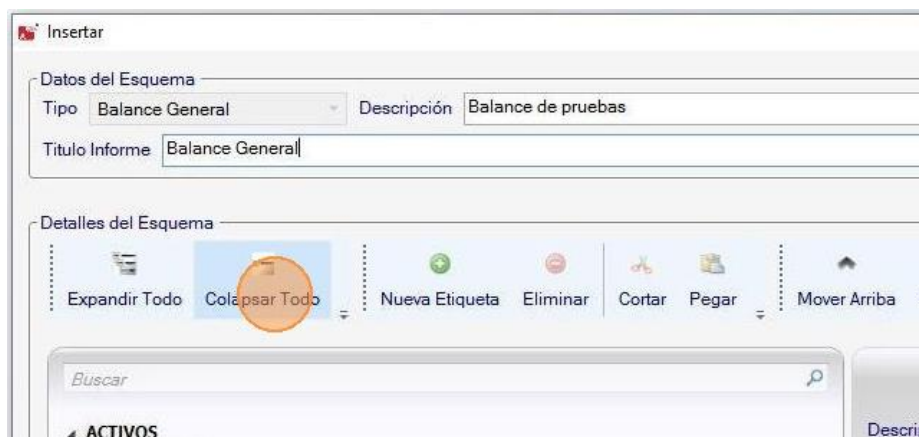 Insertar
Datos del Esquema
Tipo Balance General Descripción Balance de pruebas
Titulo Informe Balance General
Detalles del Esquema
Expandir Todo Colapsar Todo Nueva Etiqueta Eliminar Cortar Pegar Mover Arriba
Buscar
ACTIVOS